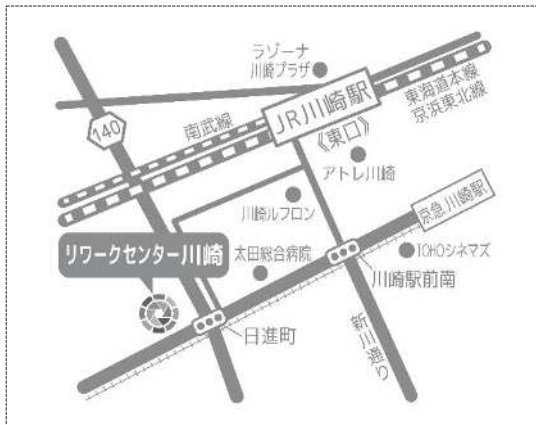 ラゾーナ
川崎プラザ
JR川崎駅
《東口》
東海道本線
京浜東北線
140
南武線
アトレ川崎
川崎ルフロン
京急川崎駅
リワークセンター川崎
太田総合病院
TOHOシネマズ
川崎駅前南
日進町
新川通り